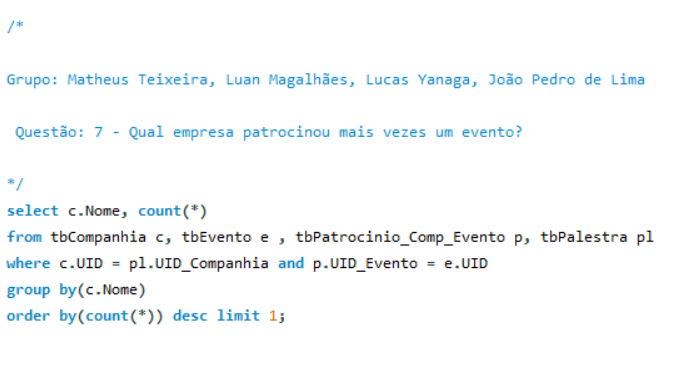 /*
Grupo: Matheus Teixeira, Luan Magalhães, Lucas Yanaga, João Pedro de Lima
Questão: 7 - Qual empresa patrocinou mais vezes um evento?
*/
select c.Nome, count(*)
from tbCompanhia c, tbEvento e , tbPatrocinio_Comp_Evento p, tbPalestra pl
where c.UID = pl.UID_Companhia and p.UID_Evento = e.UID
group by(c.Nome)
order by(count(*)) desc limit 1;